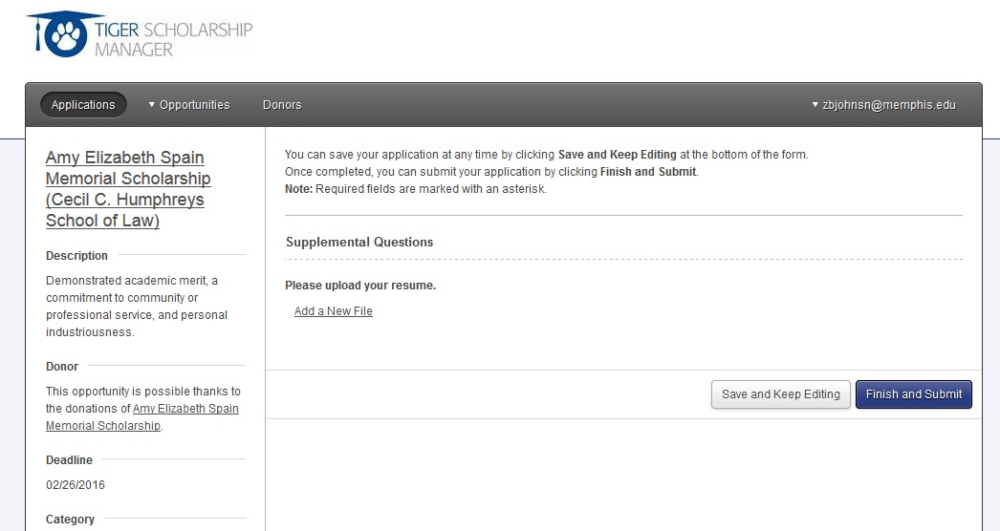 TIGER SCHOLARSHIP
MANAGER
Applications
Opportunities
Donors
zbjohnsn@memphis.edu
Amy Elizabeth Spain
Memorial Scholarship
(Cecil C. Humphreys
School of Law)
Description
Demonstrated academic merit, a
commitment to community or
professional service, and personal
industriousness.
Donor
This opportunity is possible thanks to
the donations of Amy Elizabeth Spain
Memorial Scholarship.
Deadline
02/26/2016
Category
You can save your application at any time by clicking Save and Keep Editing at the bottom of the form.
Once completed, you can submit your application by clicking Finish and Submit.
Note: Required fields are marked with an asterisk.
Supplemental Questions
Please upload your resume.
Add a New File
Save and Keep Editing
Finish and Submit